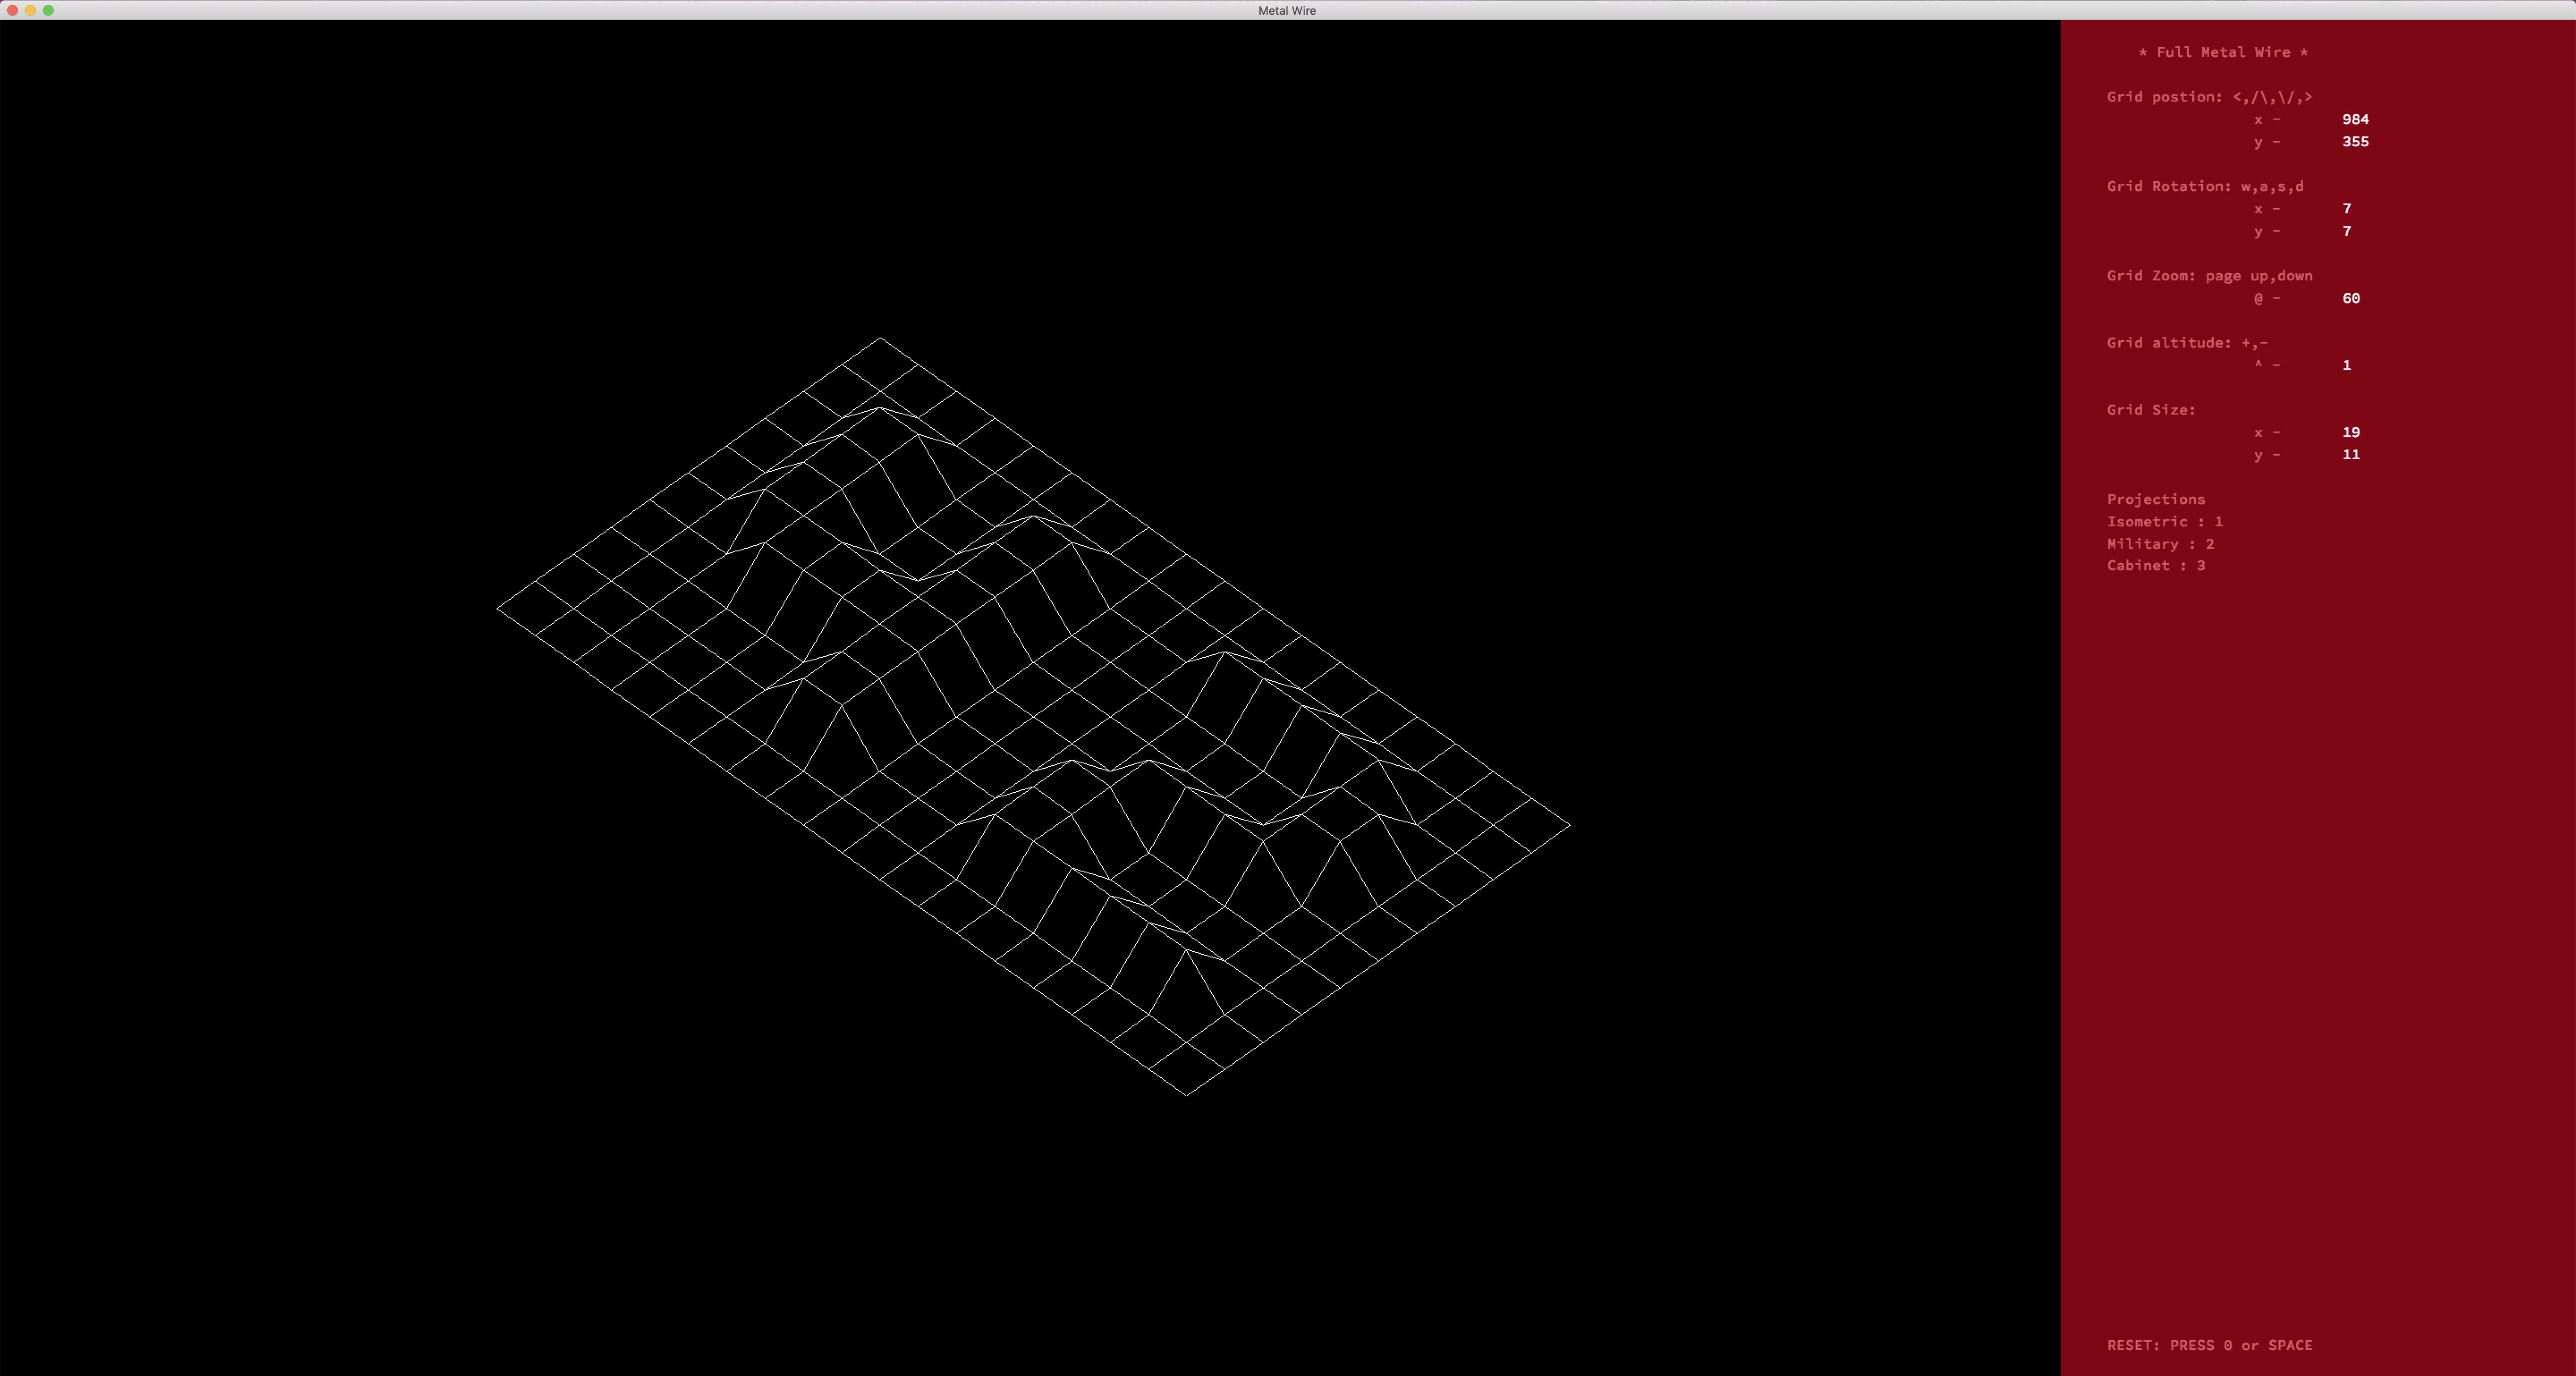 Metal Wire
* Full Metal Wire *
Grid postion: <,/\,\/,>
x - 984
y - 355
Grid Rotation: w,a,s,d
x - 7
y - 7
Grid Zoom: page up,down
@ - 60
Grid altitude: +,-
^ - 1
Grid Size:
x - 19
y - 11
Projections
Isometric : 1
Military : 2
Cabinet : 3
RESET: PRESS 0 or SPACE